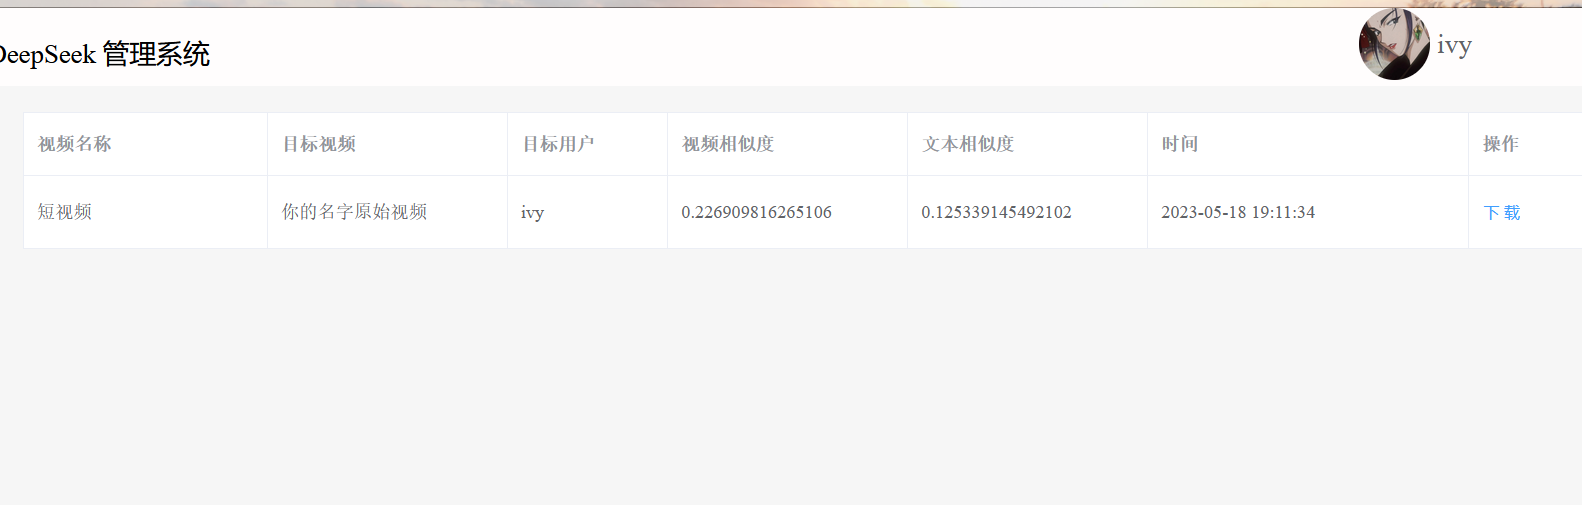 DeepSeek 管理系统
ivy
视频名称 目标视频 目标用户 视频相似度 文本相似度 时间 操作
短视频 你的名字原始视频 ivy 0.226909816265106 0.125339145492102 2023-05-18 19:11:34 下载